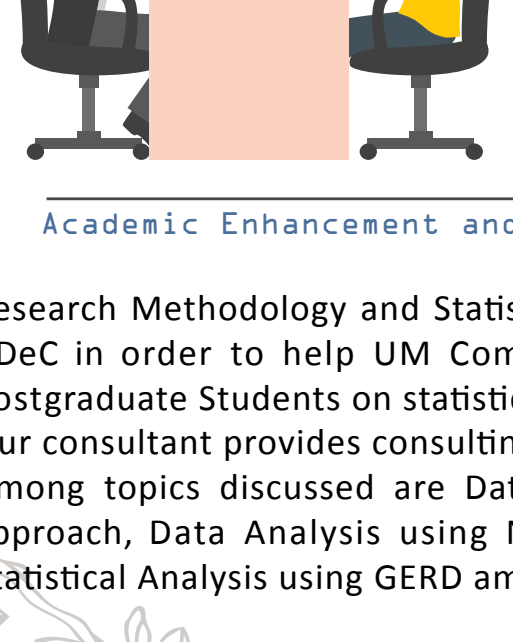 Academic Enhancement and
esearch Methodology and Statis
DeC in order to help UM Com
ostgraduate Students on statisti
ur consultant provides consultin
mong topics discussed are Dat
pproach, Data Analysis using
tatistical Analysis using GERD am